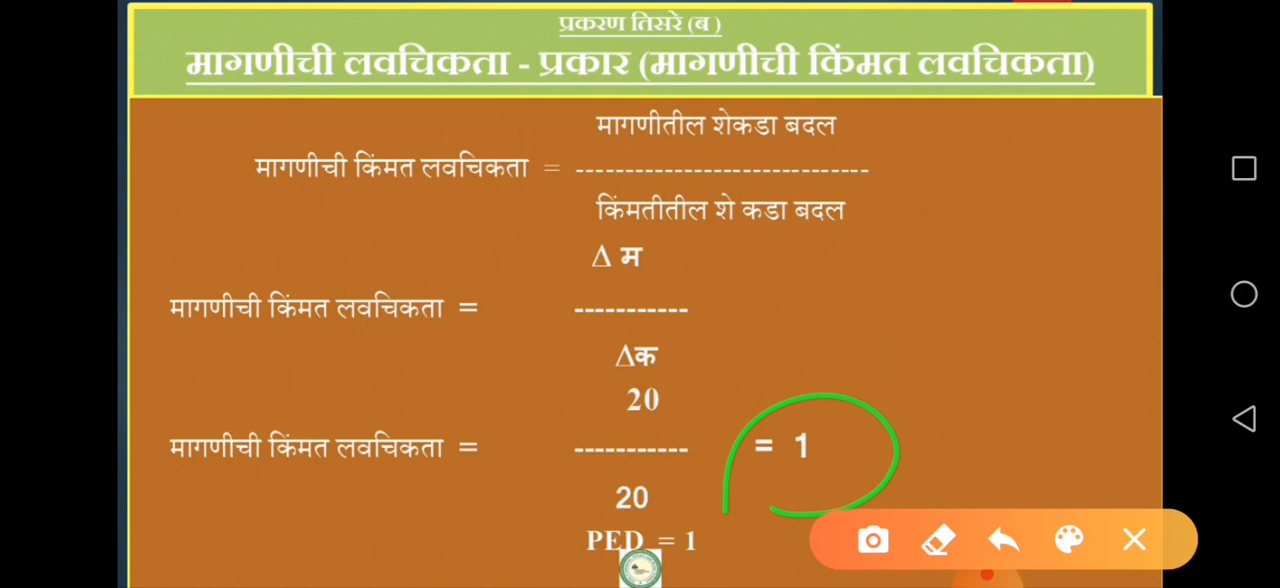 प्रकरण तिसरे (ब )
मागणीची लवचिकता - प्रकार (मागणीची किंमत लवचिकता)
मागणीतील शेकडा बदल
मागणीची किंमत लवचिकता = ------------------------------
किंमतीतील शे कडा बदल
Δ म
मागणीची किंमत लवचिकता = -----------
Δक
20
मागणीची किंमत लवचिकता = ----------- = 1
20
PED = 1